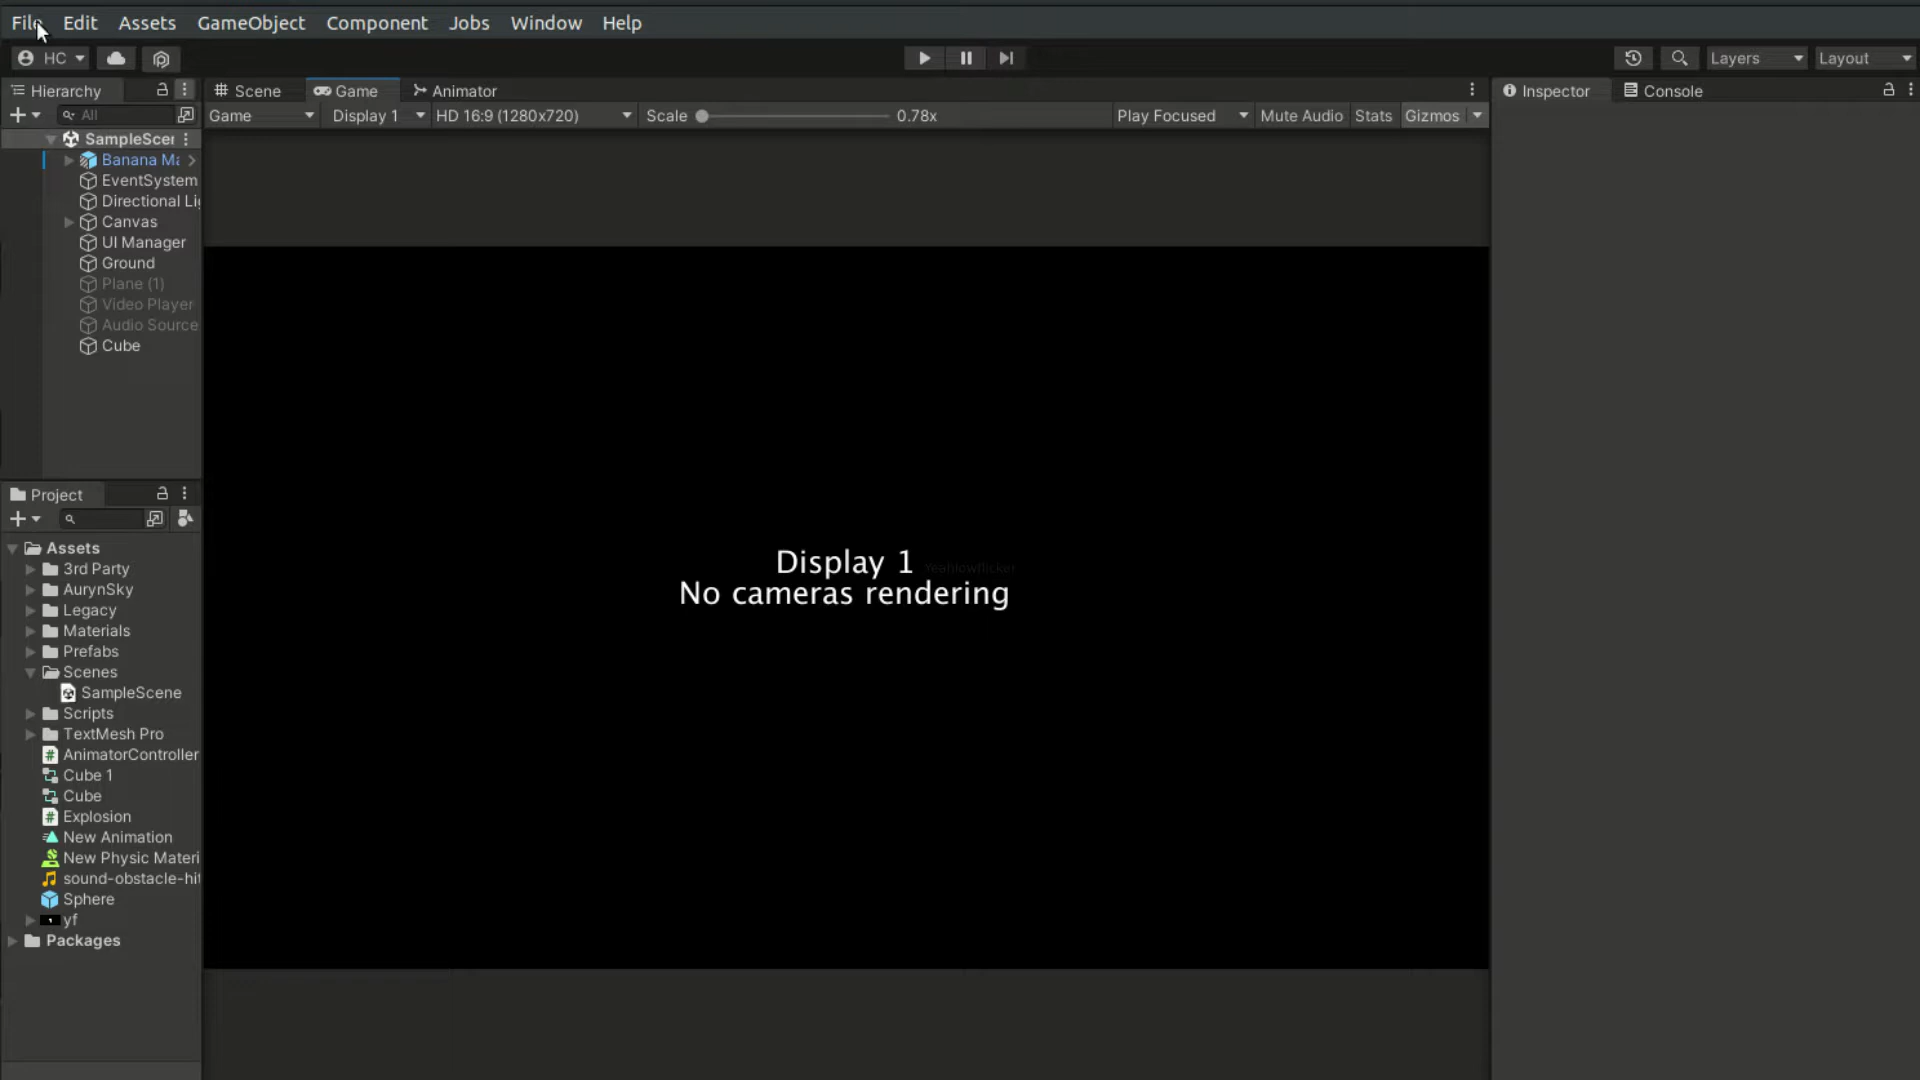 File Edit Assets GameObject Component Jobs Window Help
HC Layers Layout
Hierarchy Scene Game Animator Inspector Console
All Game Display 1 HD 16:9 (1280x720) Scale 0.78x Play Focused Mute Audio Stats Gizmos
SampleScer
Banana Ma
EventSystem
Directional Lig
Canvas
UI Manager
Ground
Plane (1)
Video Player
Audio Source
Cube
Display 1
Yeahlowflicker
No cameras rendering
Project
Assets
3rd Party
AurynSky
Legacy
Materials
Prefabs
Scenes
SampleScene
Scripts
TextMesh Pro
AnimatorController
Cube 1
Cube
Explosion
New Animation
New Physic Materi
sound-obstacle-hit
Sphere
yf
Packages